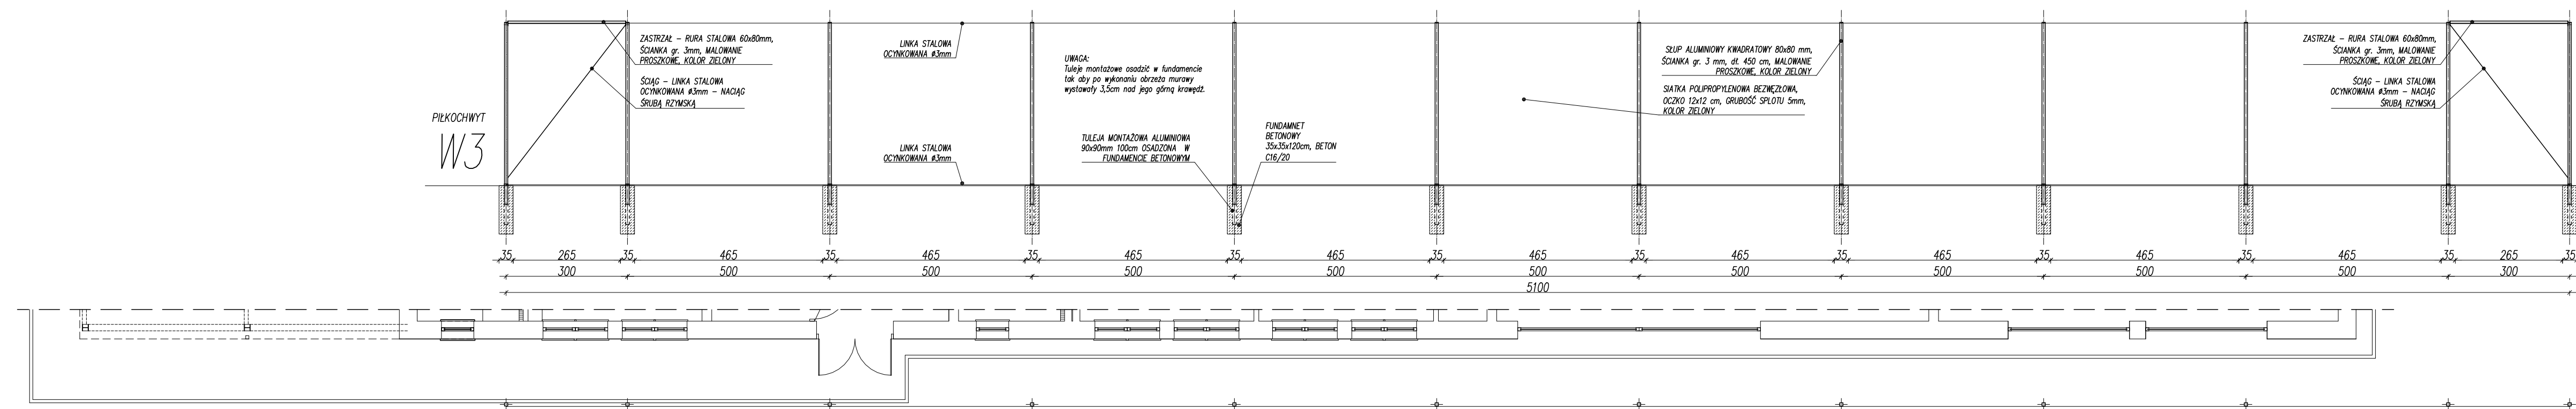 ZASTRZAŁ – RURA STALOWA 60x80mm,
ŚCIANKA gr. 3mm, MALOWANIE
PROSZKOWE, KOLOR ZIELONY
ŚCIĄG – LINKA STALOWA
OCYNKOWANA ø3mm – NACIĄG
ŚRUBĄ RZYMSKĄ
PIŁKOCHWYT
W3
LINKA STALOWA
OCYNKOWANA ø3mm
LINKA STALOWA
OCYNKOWANA ø3mm
UWAGA:
Tuleje montażowe osadzić w fundamencie
tak aby po wykonaniu obrzeża murawy
wystawały 3,5cm nad jego górną krawędź.
TULEJA MONTAŻOWA ALUMINIOWA
90x90mm 100cm OSADZONA W
FUNDAMENCIE BETONOWYM
FUNDAMNET
BETONOWY
35x35x120cm, BETON
C16/20
SŁUP ALUMINIOWY KWADRATOWY 80x80 mm,
ŚCIANKA gr. 3 mm, dł. 450 cm, MALOWANIE
PROSZKOWE, KOLOR ZIELONY
SIATKA POLIPROPYLENOWA BEZWĘZŁOWA,
OCZKO 12x12 cm, GRUBOŚĆ SPLOTU 5mm,
KOLOR ZIELONY
ZASTRZAŁ – RURA STALOWA 60x80mm,
ŚCIANKA gr. 3mm, MALOWANIE
PROSZKOWE, KOLOR ZIELONY
ŚCIĄG – LINKA STALOWA
OCYNKOWANA ø3mm – NACIĄG
ŚRUBĄ RZYMSKĄ
35 265 35 465 35 465 35 465 35 465 35 465 35 465 35 465 35 465 35 465 35 265 35
300 500 500 500 500 500 500 500 500 500 300
5100